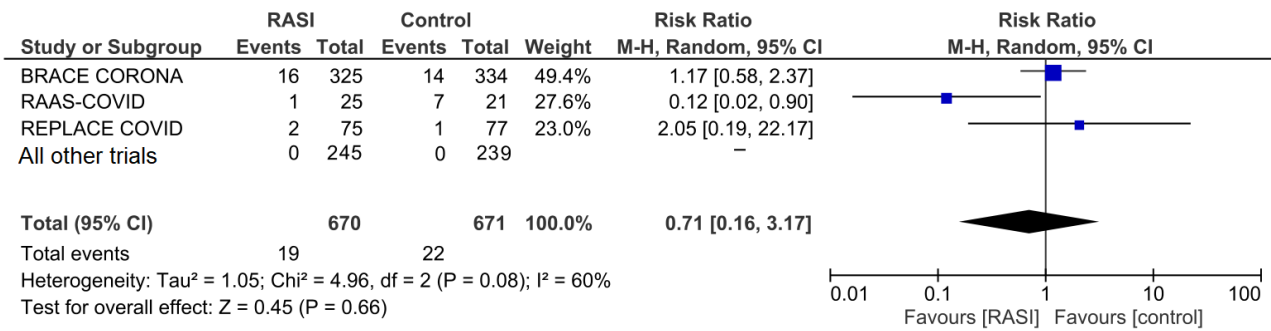 RASI Control Risk Ratio Risk Ratio
Study or Subgroup Events Total Events Total Weight M-H, Random, 95% CI M-H, Random, 95% CI
BRACE CORONA 16 325 14 334 49.4% 1.17 [0.58, 2.37]
RAAS-COVID 1 25 7 21 27.6% 0.12 [0.02, 0.90]
REPLACE COVID 2 75 1 77 23.0% 2.05 [0.19, 22.17]
All other trials 0 245 0 239 –
Total (95% CI) 670 671 100.0% 0.71 [0.16, 3.17]
Total events 19 22
Heterogeneity: Tau² = 1.05; Chi² = 4.96, df = 2 (P = 0.08); I² = 60%
Test for overall effect: Z = 0.45 (P = 0.66)
0.01 0.1 1 10 100
Favours [RASI] Favours [control]